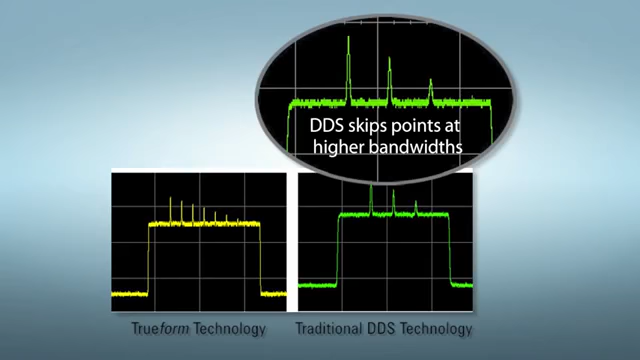 DDS skips points at
higher bandwidths
Trueform Technology
Traditional DDS Technology